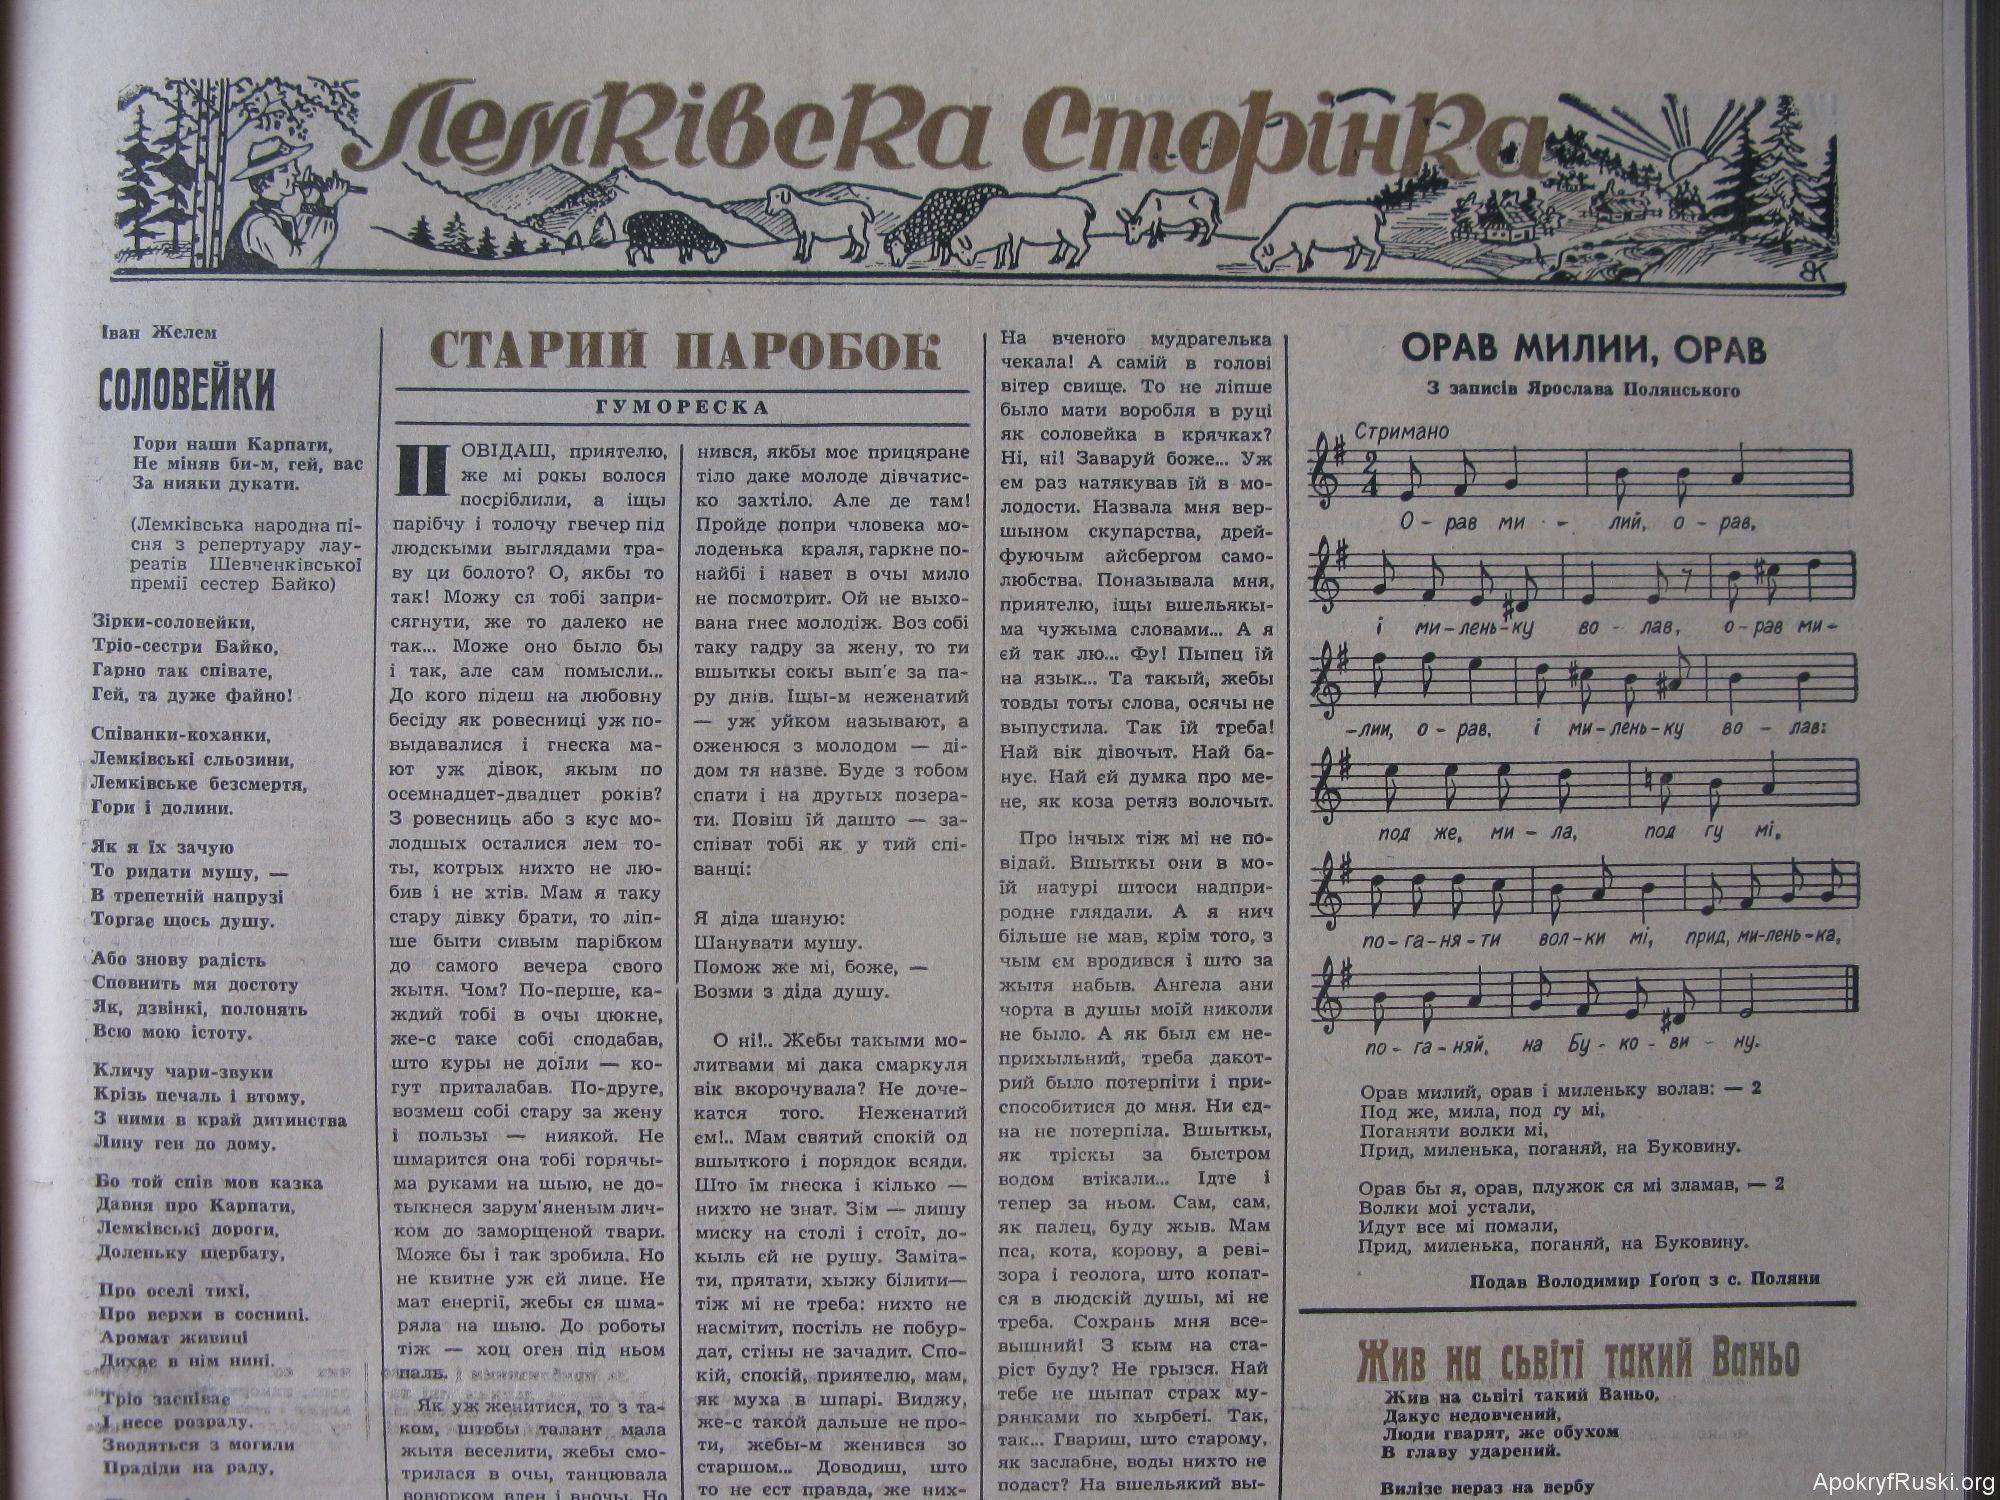 Лемківска Сторінка
Іван Желем
СОЛОВЕЙКИ
Гори наши Карпати,
Не міняв би-м, гей, вас
За нияки дукати.
(Лемківська народна пі-
сня з репертуару лау-
реатів Шевченківської
премії сестер Байко)
Зірки-соловейки,
Тріо-сестри Байко,
Гарно так співате,
Гей, та дуже файно!
Співанки-коханки,
Лемківські сльозини,
Лемківське безсмертя,
Гори і долини.
Як я їх зачую
То ридати мушу, —
В трепетній напрузі
Торгає щось душу.
Або знову радість
Сповнить мя достоту
Як, дзвінкі, полонять
Всю мою істоту.
Кличу чари-звуки
Крізь печаль і втому,
З ними в край дитинства
Лину ген до дому.
Бо той спів мов казка
Давня про Карпати,
Лемківські дороги,
Доленьку щербату,
Про оселі тихі,
Про верхи в соснині.
Аромат живиці
Дихає в нім нині.
Тріо заспіває
І несе розраду.
Зводяться з могили
Прадіди на раду,
СТАРИЙ ПАРОБОК
ГУМОРЕСКА
ПОВІДАШ, приятелю,
же мі рокы волося
посріблили, а іщы
парібчу і толочу гвечер під
людскыми выглядами тра-
ву ци болото? О, якбы то
так! Можу ся тобі запри-
сягнути, же то далеко не
так... Може оно было бы
і так, але сам помысли...
До кого підеш на любовну
бесіду як ровесниці уж по-
выдавалися і гнеска ма-
ют уж дівок, якым по
осемнадцет-двадцет років?
З ровесниць або з кус мо-
лодшых осталися лем то-
ты, котрых нихто не лю-
бив і не хтів. Мам я таку
стару дівку брати, то ліп-
ше быти сивым парібком
до самого вечера свого
жытя. Чом? По-перше, ка-
ждий тобі в очы цюкне,
же-с таке собі сподабав,
што куры не доїли — ко-
гут приталабав. По-друге,
возмеш собі стару за жену
і пользы — ниякой. Не
шмарится она тобі горячы-
ма руками на шыю, не до-
тыкнеся зарум'яненым лич-
ком до заморщеной твари.
Може бы і так зробила. Но
не квитне уж єй лице. Не
мат енергії, жебы ся шма-
ряла на шыю. До роботы
тіж — хоц оген під ньом
паль.
Як уж женитися, то з та-
ком, штобы талант мала
жытя веселити, жебы смо-
трилася в очы, танцювала
вовюрком влен і вночы. Но
нився, якбы моє прицяране
тіло даке молоде дівчатис-
ко захтіло. Але де там!
Пройде попри чловека мо-
лоденька краля, гаркне по-
найбі і навет в очы мило
не посмотрит. Ой не выхо-
вана гнес молодіж. Воз собі
таку гадру за жену, то ти
вшыткы сокы вып'є за па-
ру днів. Іщы-м неженатий
— уж уйком называют, а
оженюся з молодом — ді-
дом тя назве. Буде з тобом
спати і на другых позера-
ти. Повіш їй дашто — за-
співат тобі як у тий спі-
ванці:
Я діда шаную:
Шанувати мушу.
Помож же мі, боже, —
Возми з діда душу.
О ні!.. Жебы такыми мо-
литвами мі дака смаркуля
вік вкорочувала? Не доче-
катся того. Неженатий
єм!.. Мам святий спокій од
вшыткого і порядок всяди.
Што їм гнеска і кілько —
нихто не знат. Зім — лишу
миску на столі і стоїт, до-
кыль єй не рушу. Заміта-
ти, прятати, хыжу білити—
тіж мі не треба: нихто не
насмітит, постіль не побур-
дат, стіны не зачадит. Спо-
кій, спокій, приятелю, мам,
як муха в шпарі. Виджу,
же-с такой дальше не про-
ти, жебы-м женився зо
старшом... Доводиш, што
то не ест правда, же них-
На вченого мудрагелька
чекала! А самій в голові
вітер свище. То не ліпше
было мати воробля в руці
як соловейка в крячках?
Ні, ні! Заваруй боже... Уж
єм раз натякував їй в мо-
лодости. Назвала мня вер-
шыном скупарства, дрей-
фуючым айсбергом само-
любства. Поназывала мня,
приятелю, іщы вшельякы-
ма чужыма словами... А я
єй так лю... Фу! Пыпец їй
на язык... Та такый, жебы
товды тоты слова, осячы не
выпустила. Так їй треба!
Най вік дівочыт. Най ба-
нує. Най єй думка про ме-
не, як коза ретяз волочыт.
Про інчых тіж мі не по-
відай. Вшыткы они в мо-
їй натурі штоси надпри-
родне глядали. А я нич
більше не мав, крім того, з
чым єм вродився і што за
жытя набыв. Ангела ани
чорта в душы моїй николи
не было. А як был єм не-
прихыльний, треба дакот-
рий было потерпіти і при-
способитися до мня. Ни єд-
на не потерпіла. Вшыткы,
як тріскы за быстром
водом втікали... Ідте і
тепер за ньом. Сам, сам,
як палец, буду жыв. Мам
пса, кота, корову, а реві-
зора і геолога, што копат-
ся в людскій душы, мі не
треба. Сохрань мня все-
вышний! З кым на ста-
ріст буду? Не грызся. Най
тебе не щыпат страх му-
рянками по хырбеті. Так,
так... Гвариш, што старому,
як заслабне, воды нихто не
подаст? На вшельякий вы-
ОРАВ МИЛИИ, ОРАВ
З записів Ярослава Полянського
Стримано
О - рав ми - - лий, о - рав,
і ми-лень-ку во - лав, о-рав ми-
-лии, о - рав, і ми-лень-ку во - лав:
под же, ми - ла, под гу мі,
по-га-ня-ти вол-ки мі, прид, ми-лень-ка,
по- га-няй, на Бу - ко - ви - ну.
Орав милий, орав і миленьку волав: — 2
Под же, мила, под гу мі,
Поганяти волки мі,
Прид, миленька, поганяй, на Буковину.
Орав бы я, орав, плужок ся мі зламав, — 2
Волки мої устали,
Идут все мі помали,
Прид, миленька, поганяй, на Буковину.
Подав Володимир Ґоґоц з с. Поляни
Жив на сьвіті такий Ваньо
Жив на сьвіті такий Ваньо,
Дакус недовчений,
Люди гварят, же обухом
В главу ударений.
Вилізе нераз на вербу
ApokryfRuski.org